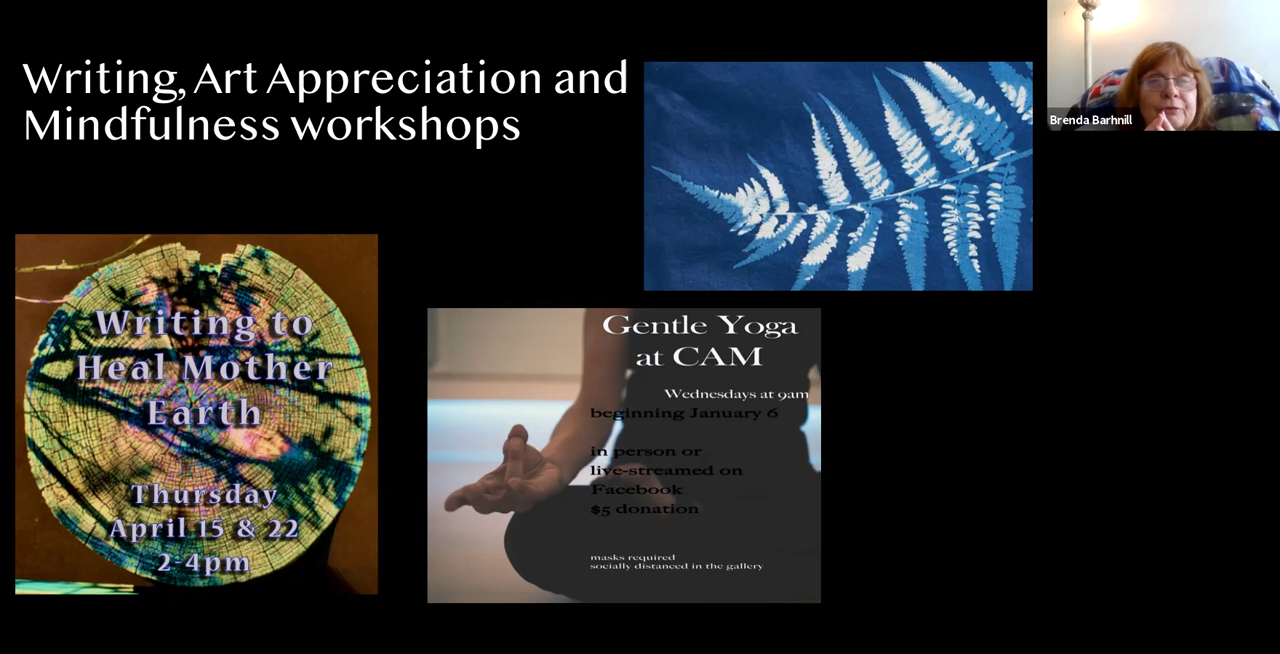 Writing, Art Appreciation and
Mindfulness workshops
Brenda Barhnill
Writing to
Heal Mother
Earth
Thursday
April 15 & 22
2-4pm
Gentle Yoga
at CAM
Wednesdays at 9am
beginning January 6
in person or
live-streamed on
Facebook
$5 donation
masks required
socially distanced in the gallery